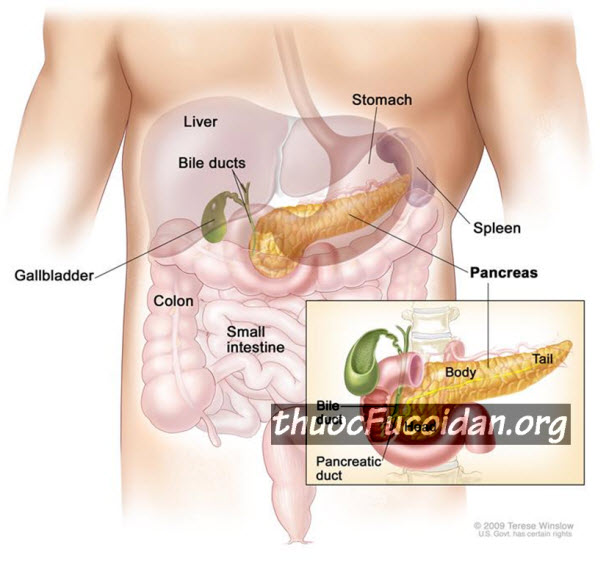 Stomach
Liver
Bile ducts
Spleen
Gallbladder
Pancreas
Colon
Small
intestine
Tail
Body
Bile
duct
Head
Pancreatic
duct
thuocFucoidan.org
© 2009 Terese Winslow
U.S. Govt. has certain rights